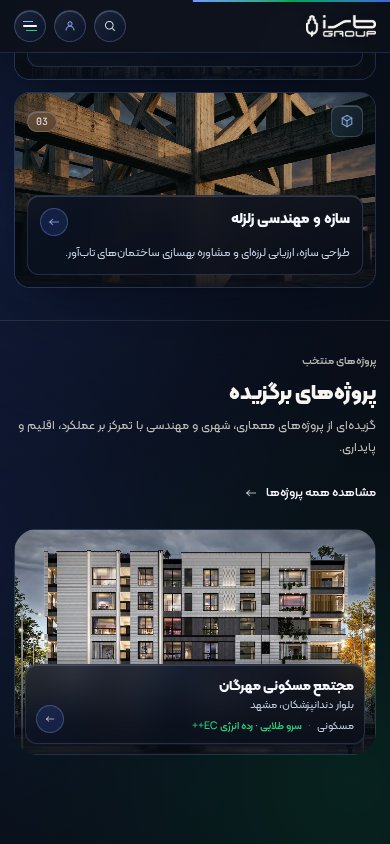 irb
GROUP
03
سازه و مهندسی زلزله
طراحی سازه، ارزیابی لرزه‌ای و مشاوره بهسازی ساختمان‌های تاب‌آور.
پروژه‌های منتخب
پروژه‌های برگزیده
گزیده‌ای از پروژه‌های معماری، شهری و مهندسی با تمرکز بر عملکرد، اقلیم و
پایداری.
مشاهده همه پروژه‌ها ←
مجتمع مسکونی مهرگان
بلوار دندانپزشکان، مشهد
مسکونی · سرو طلایی · رده انرژی EC++